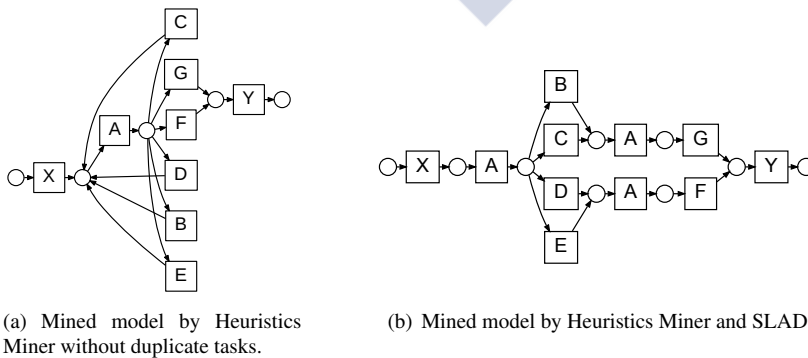 C
G
A
F
Y
X
D
B
E
B
C
A
G
X
A
Y
D
A
F
E
(a) Mined model by Heuristics
Miner without duplicate tasks.
(b) Mined model by Heuristics Miner and SLAD